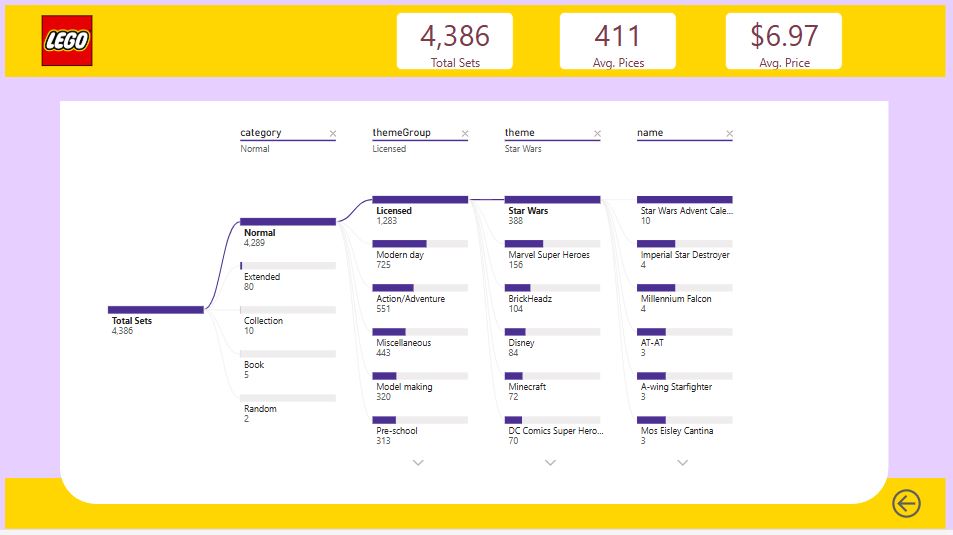 LEGO
4,386
Total Sets
411
Avg. Pices
$6.97
Avg. Price
category
Normal
themeGroup
Licensed
theme
Star Wars
name
Total Sets
4,386
Normal
4,289
Extended
80
Collection
10
Book
5
Random
2
Licensed
1,283
Modern day
725
Action/Adventure
551
Miscellaneous
443
Model making
320
Pre-school
313
Star Wars
388
Marvel Super Heroes
156
BrickHeadz
104
Disney
84
Minecraft
72
DC Comics Super Hero...
70
Star Wars Advent Cale...
10
Imperial Star Destroyer
4
Millennium Falcon
4
AT-AT
3
A-wing Starfighter
3
Mos Eisley Cantina
3